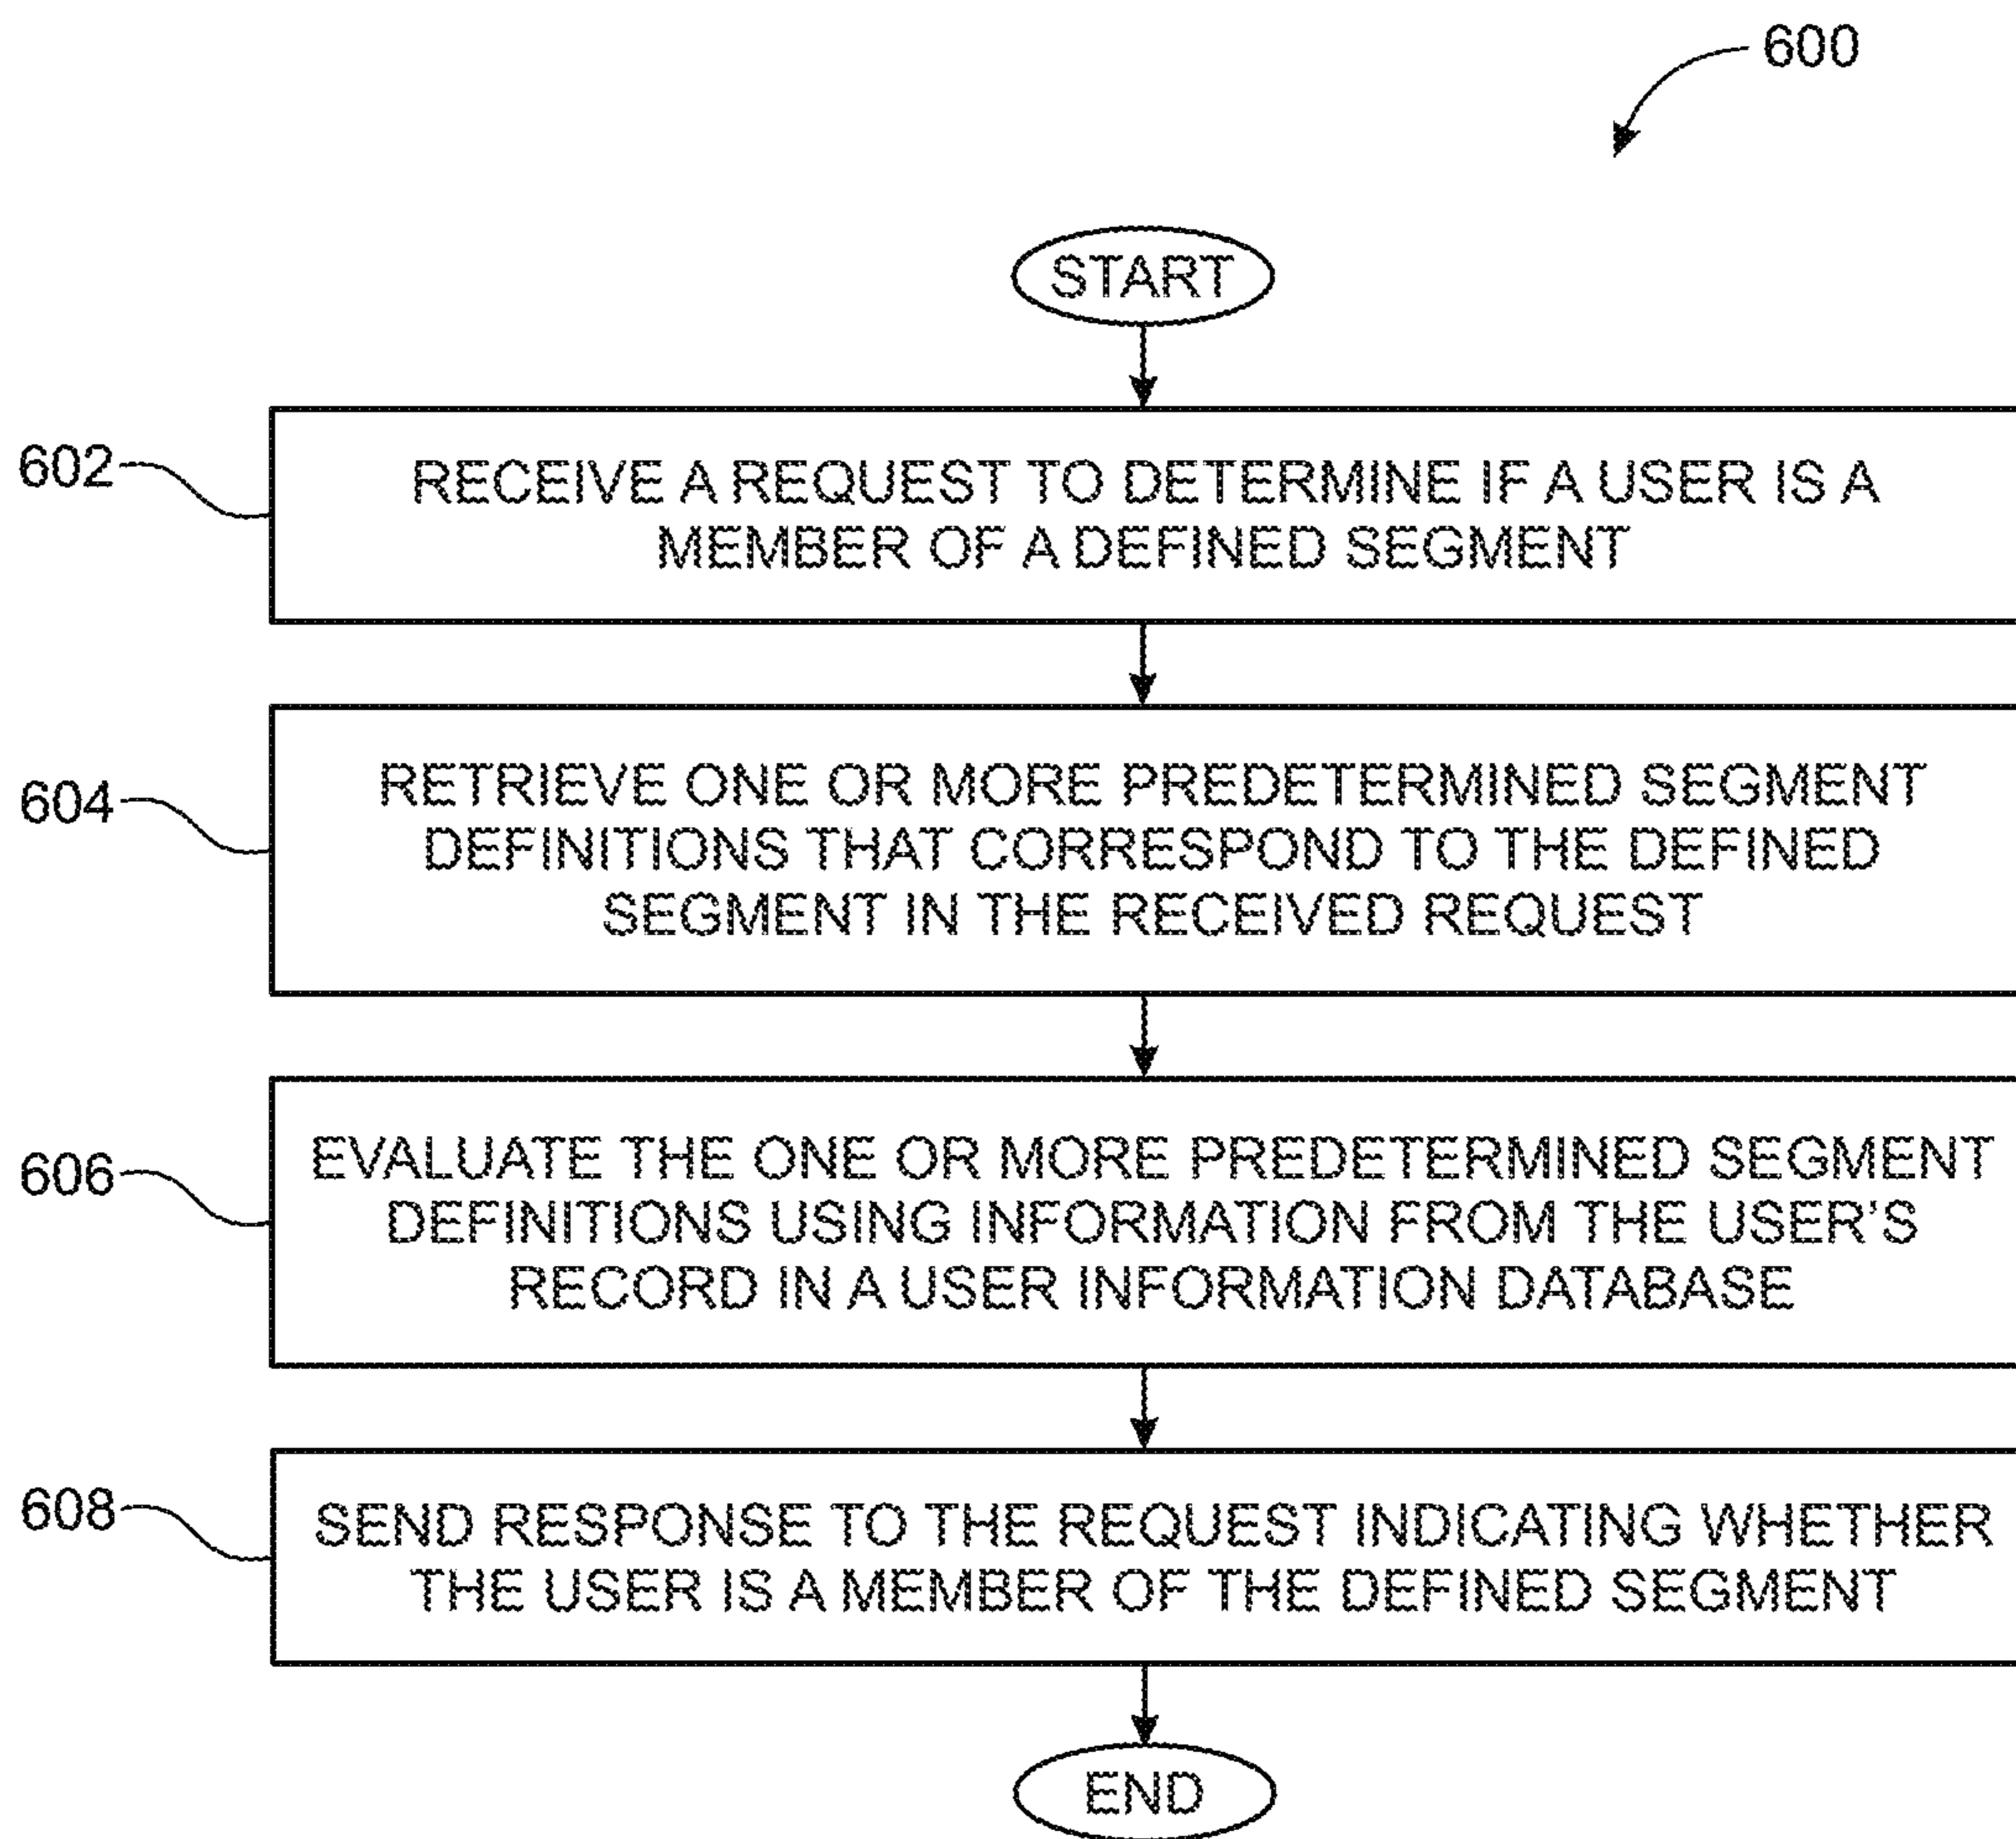 600
START
602
RECEIVE A REQUEST TO DETERMINE IF A USER IS A
MEMBER OF A DEFINED SEGMENT
604
RETRIEVE ONE OR MORE PREDETERMINED SEGMENT
DEFINITIONS THAT CORRESPOND TO THE DEFINED
SEGMENT IN THE RECEIVED REQUEST
606
EVALUATE THE ONE OR MORE PREDETERMINED SEGMENT
DEFINITIONS USING INFORMATION FROM THE USER’S
RECORD IN A USER INFORMATION DATABASE
608
SEND RESPONSE TO THE REQUEST INDICATING WHETHER
THE USER IS A MEMBER OF THE DEFINED SEGMENT
END